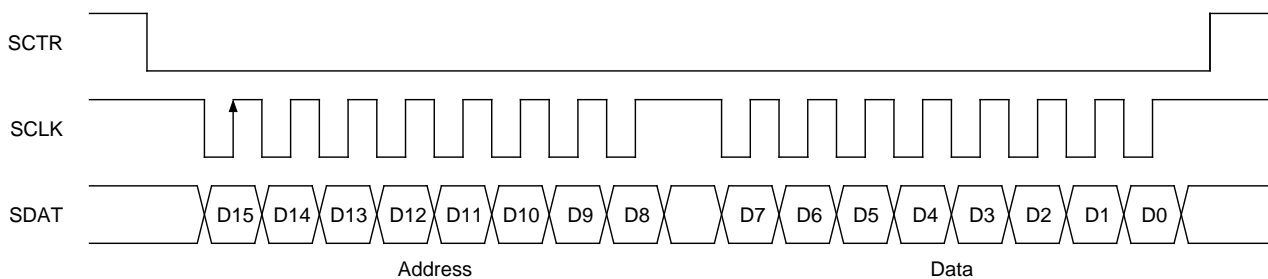 SCTR
SCLK
SDAT D15 D14 D13 D12 D11 D10 D9 D8 D7 D6 D5 D4 D3 D2 D1 D0
Address Data